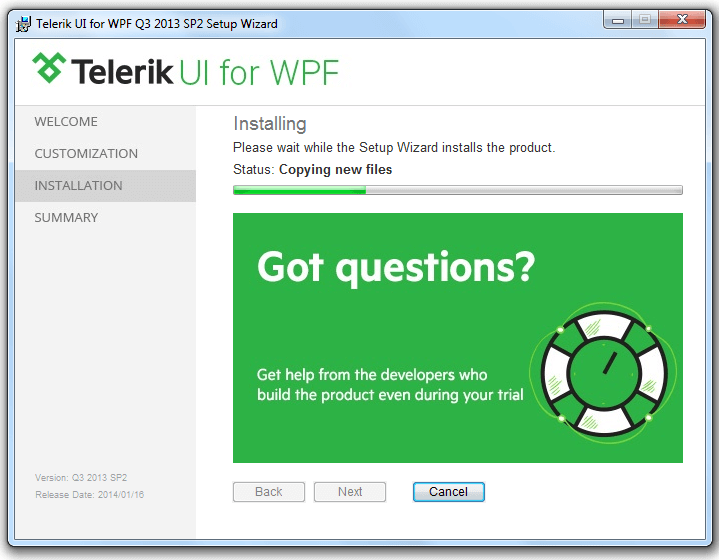 Telerik UI for WPF Q3 2013 SP2 Setup Wizard
Telerik UI for WPF
WELCOME
CUSTOMIZATION
INSTALLATION
SUMMARY
Installing
Please wait while the Setup Wizard installs the product.
Status: Copying new files
Got questions?
Get help from the developers who
build the product even during your trial
Version: Q3 2013 SP2
Release Date: 2014/01/16
Back Next Cancel